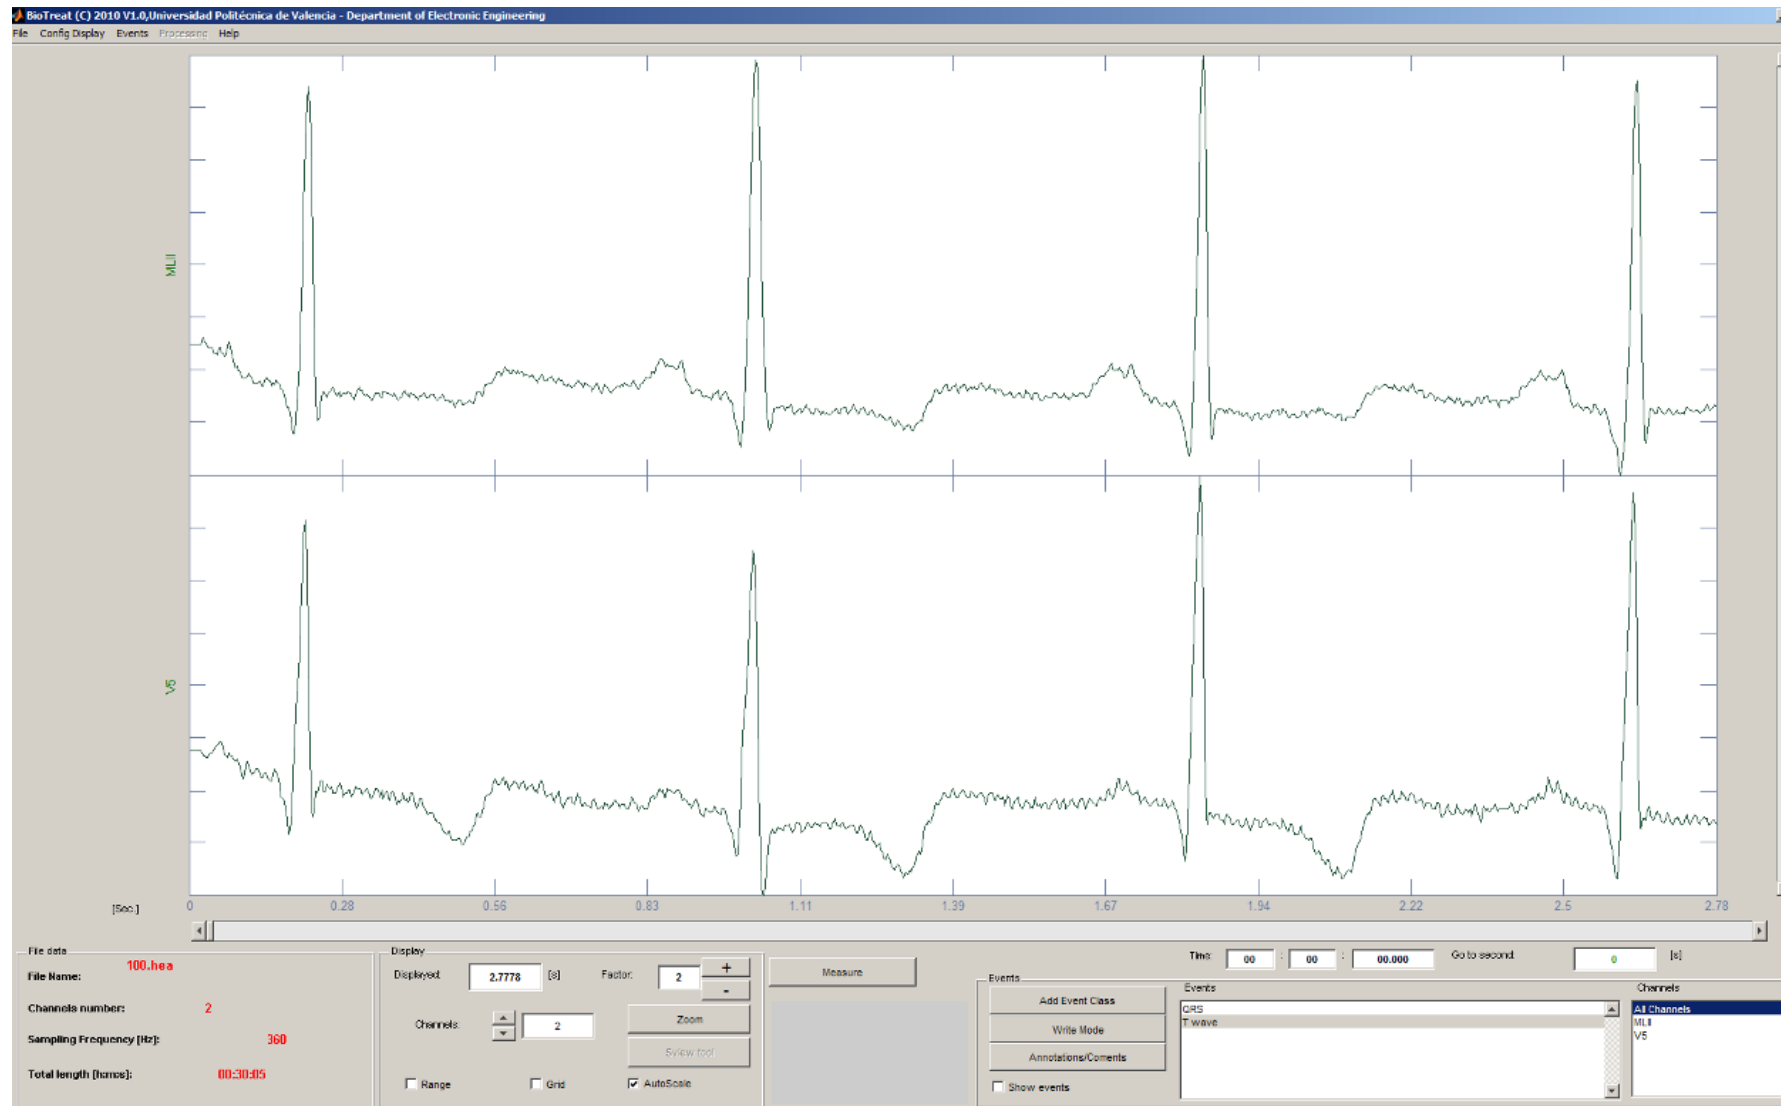 BioTreat (C) 2010 V1.0,Universidad Politécnica de Valencia - Department of Electronic Engineering
File Config Display Events Processing Help
MLII
V5
[Sec.] 0 0.28 0.56 0.83 1.11 1.39 1.67 1.94 2.22 2.5 2.78
File data
File Name: 100.hea
Channels number: 2
Sampling Frequency [Hz]: 360
Total length [h:m:s]: 00:30:05
Display
Displayed: 2.7778 [s] Factor: 2 + -
Channels: 2
Zoom
Sview tool
Range Grid AutoScale
Measure
Time: 00 : 00 : 00.000 Go to second: 0 [s]
Events
Add Event Class
Write Mode
Annotations/Coments
Show events
Events
QRS
T wave
Channels
All Channels
MLII
V5